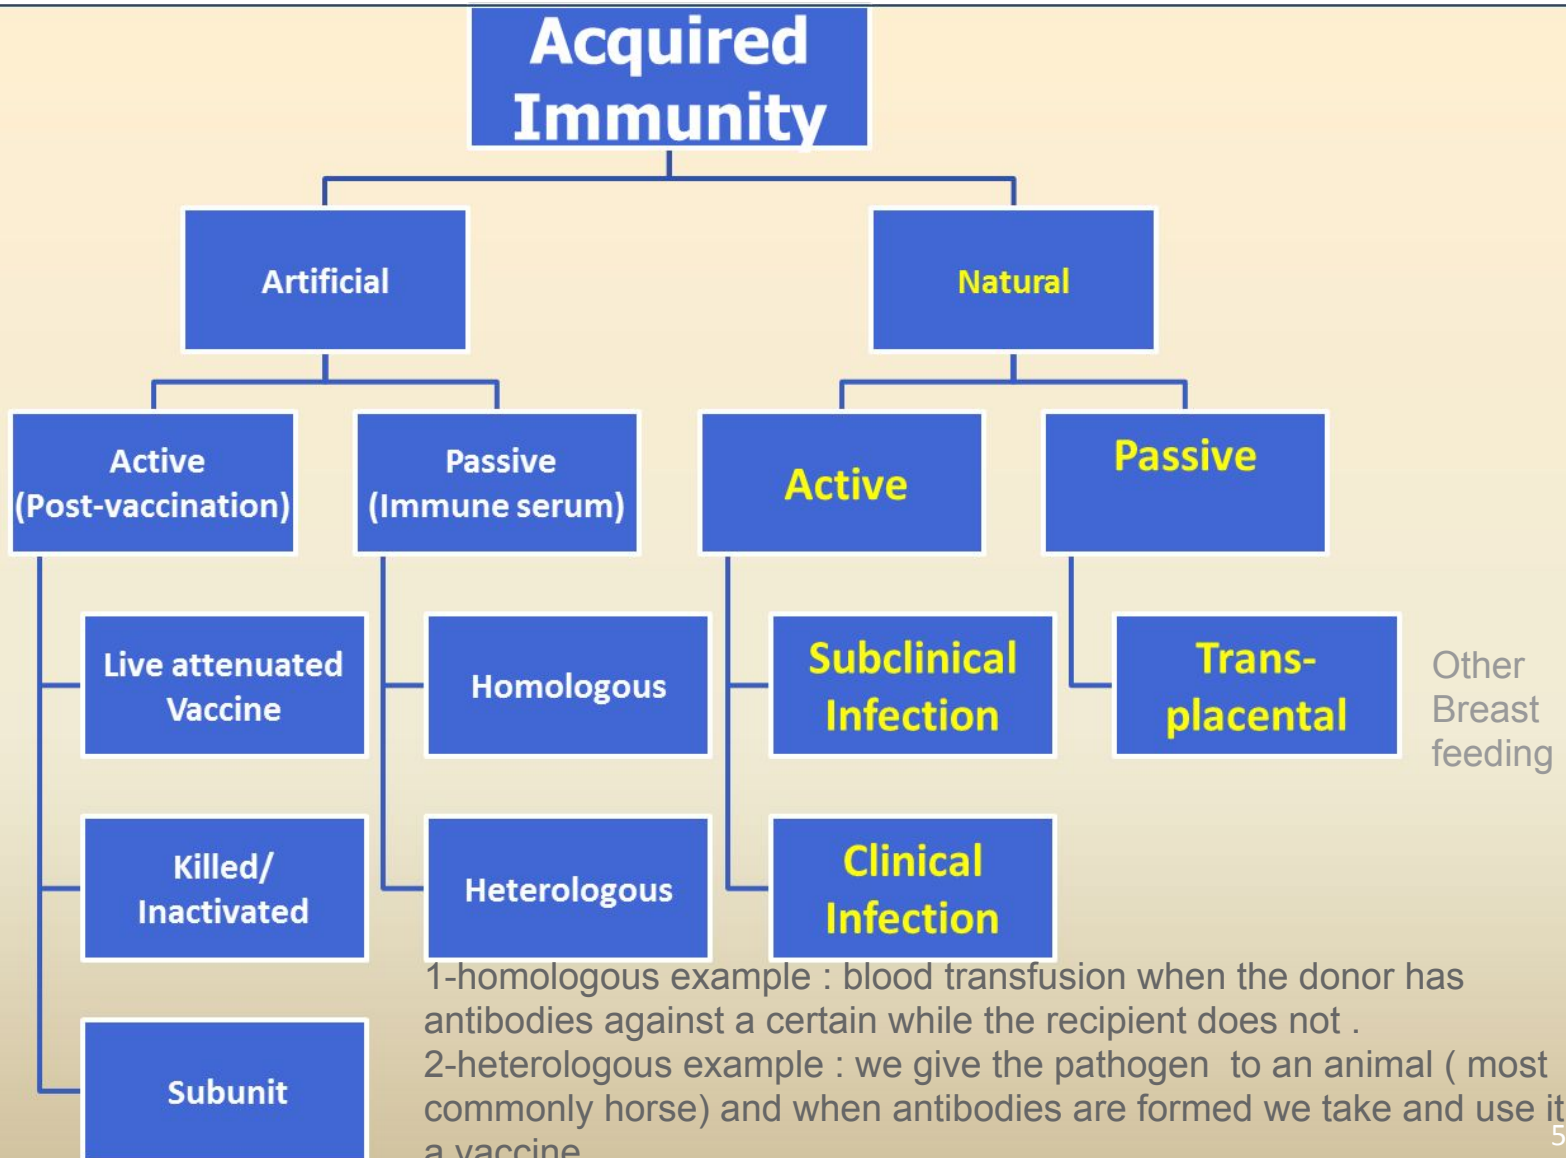 Acquired
Immunity
Artificial
Natural
Active
(Post-vaccination)
Passive
(Immune serum)
Active
Passive
Live attenuated
Vaccine
Homologous
Subclinical
Infection
Trans-
placental
Other
Breast
feeding
Killed/
Inactivated
Heterologous
Clinical
Infection
Subunit
1-homologous example : blood transfusion when the donor has
antibodies against a certain while the recipient does not .
2-heterologous example : we give the pathogen  to an animal ( most
commonly horse) and when antibodies are formed we take and use it
a vaccine
5